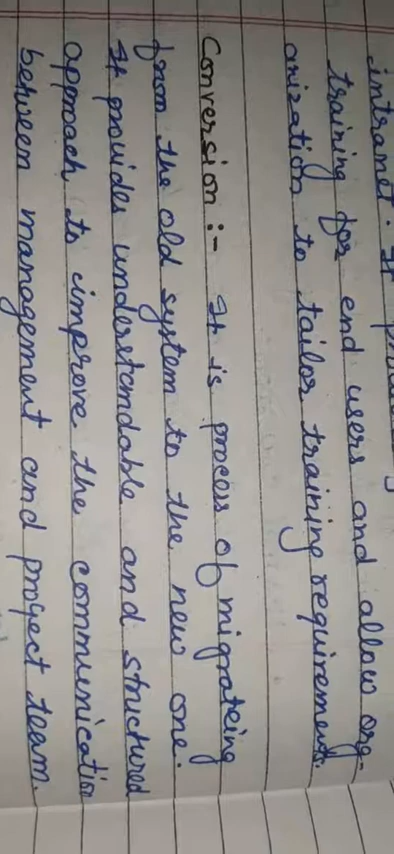 intranet. It
training for end users and allow org-
anization to tailor training requirements.
Conversion :- It is process of migrateing
from the old system to the new one.
It provides understandable and structured
approach to improve the communication
between management and project team.